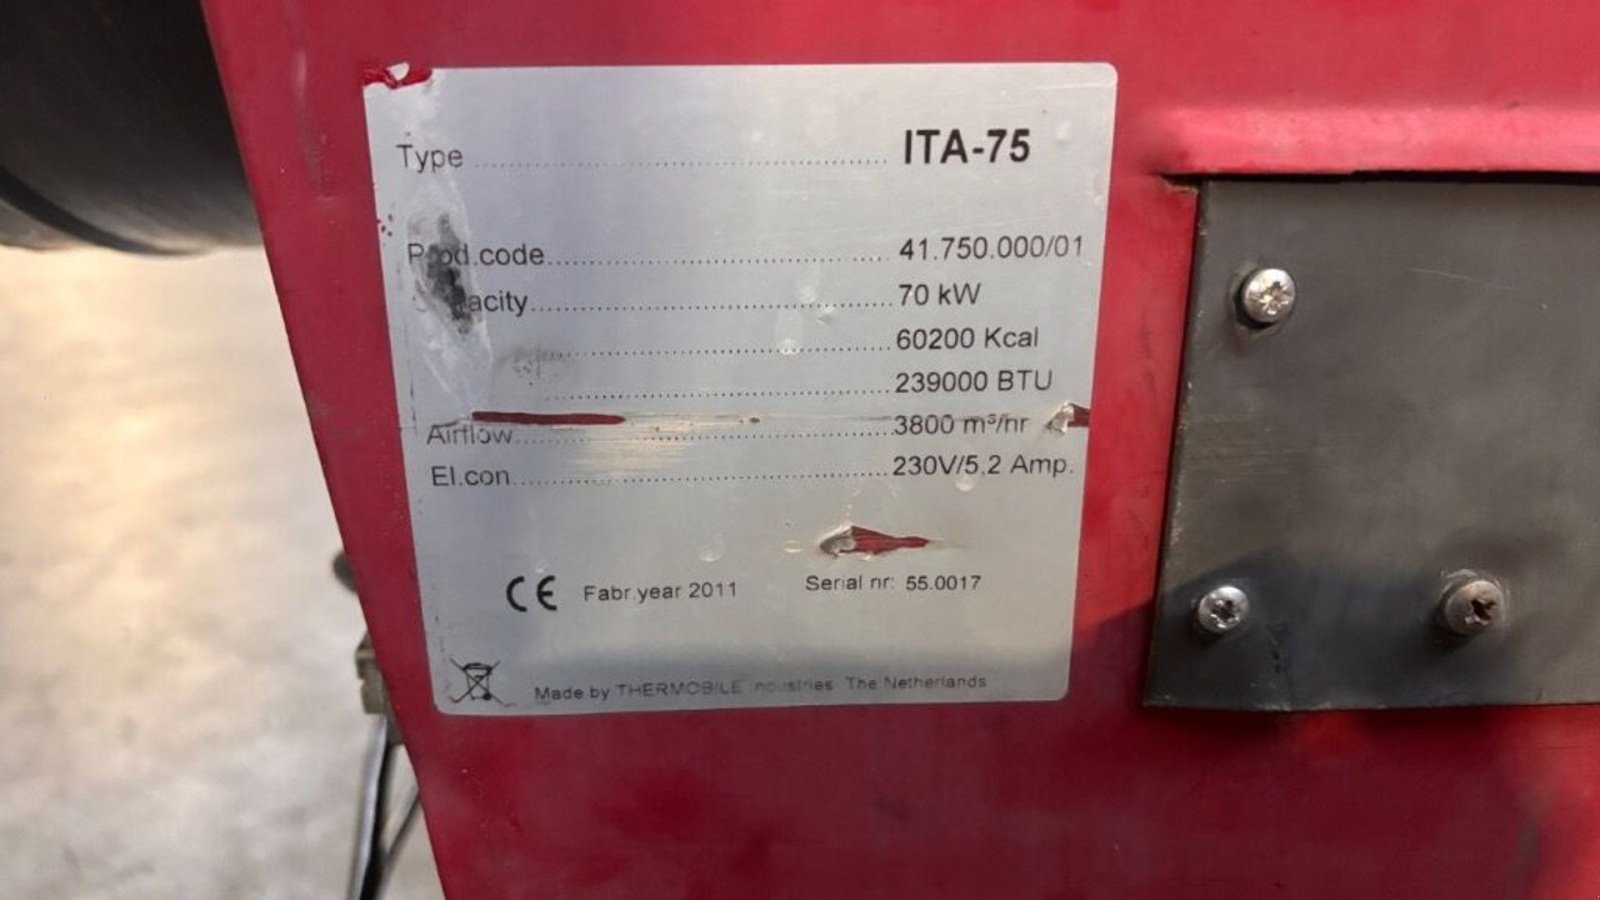 Type ........ ITA-75
Prod.code ........ 41.750.000/01
........ 70 kW
........ 60200 Kcal
........ 239000 BTU
Airflow ........ 3800 m³/hr
El.con ........ 230V/5,2 Amp.
CE Fabr.year 2011 Serial nr: 55.0017
Made by THERMOBILE Industries The Netherlands